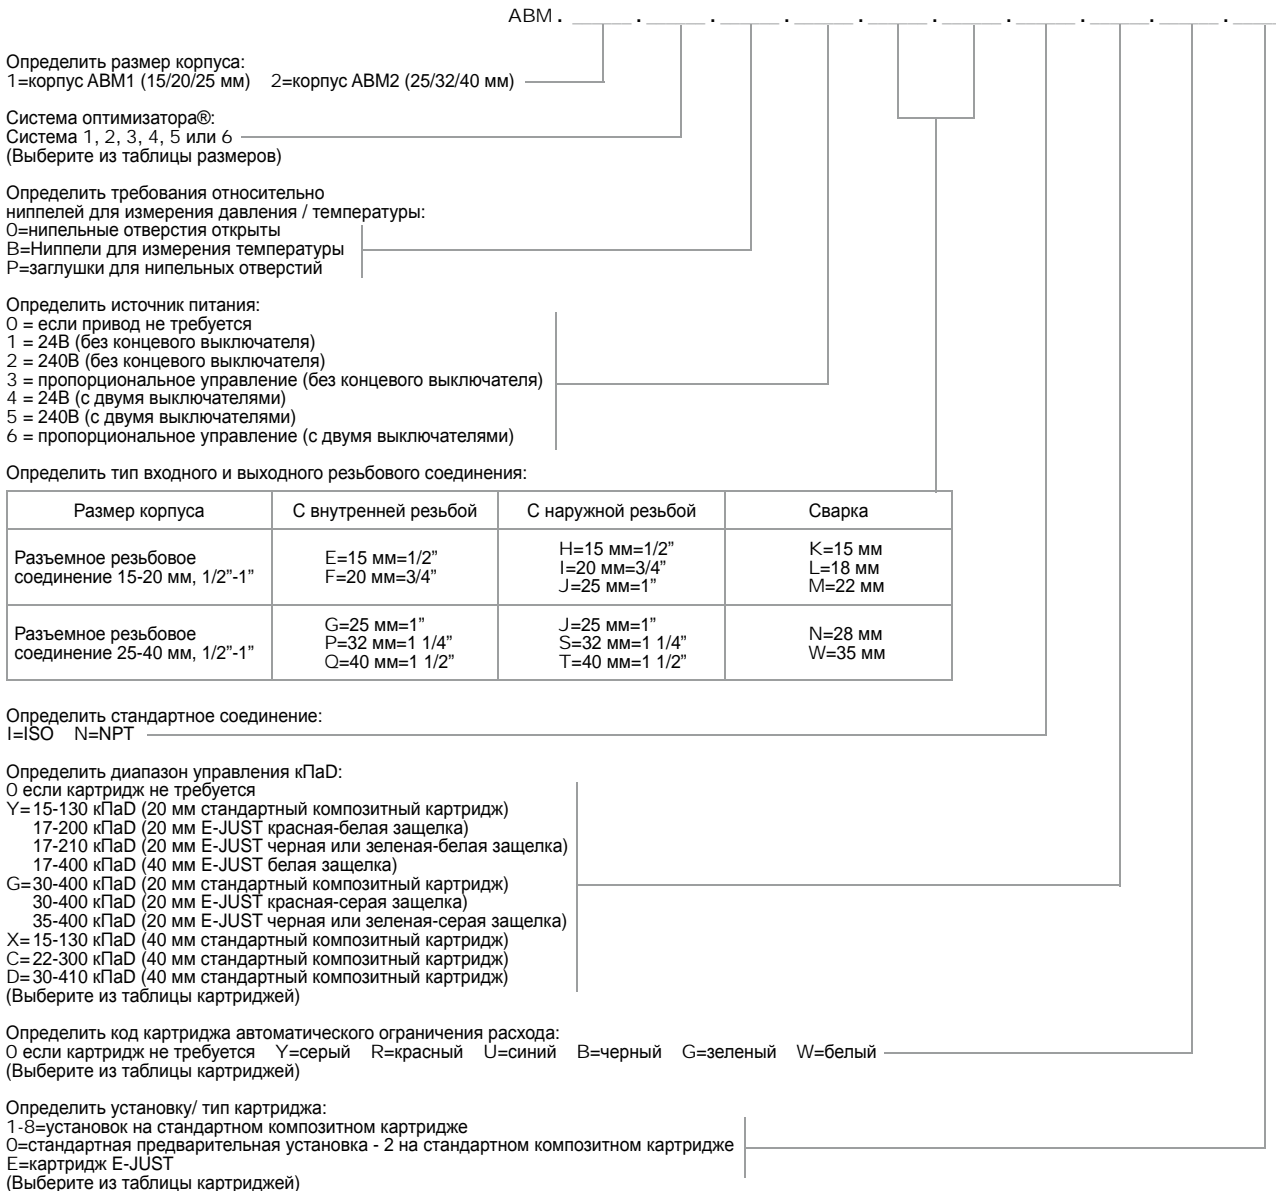 ABM . ____ . ____ . ____ . ____ . ____ . ____ . ____ . ____ . ____ . ____
Определить размер корпуса:
1=корпус ABM1 (15/20/25 мм) 2=корпус ABM2 (25/32/40 мм)
Система оптимизатора®:
Система 1, 2, 3, 4, 5 или 6
(Выберите из таблицы размеров)
Определить требования относительно
ниппелей для измерения давления / температуры:
0=нипельные отверстия открыты
B=Ниппели для измерения температуры
P=заглушки для нипельных отверстий
Определить источник питания:
0 = если привод не требуется
1 = 24В (без концевого выключателя)
2 = 240В (без концевого выключателя)
3 = пропорциональное управление (без концевого выключателя)
4 = 24В (с двумя выключателями)
5 = 240В (с двумя выключателями)
6 = пропорциональное управление (с двумя выключателями)
Определить тип входного и выходного резьбового соединения:
Размер корпуса С внутренней резьбой С наружной резьбой Сварка
Разъемное резьбовое
соединение 15-20 мм, 1/2”-1”
E=15 мм=1/2”
F=20 мм=3/4”
H=15 мм=1/2”
I=20 мм=3/4”
J=25 мм=1”
K=15 мм
L=18 мм
M=22 мм
Разъемное резьбовое
соединение 25-40 мм, 1/2”-1”
G=25 мм=1”
P=32 мм=1 1/4”
Q=40 мм=1 1/2”
J=25 мм=1”
S=32 мм=1 1/4”
T=40 мм=1 1/2”
N=28 мм
W=35 мм
Определить стандартное соединение:
I=ISO N=NPT
Определить диапазон управления кПаD:
0 если картридж не требуется
Y=15-130 кПаD (20 мм стандартный композитный картридж)
17-200 кПаD (20 мм E-JUST красная-белая защелка)
17-210 кПаD (20 мм E-JUST черная или зеленая-белая защелка)
17-400 кПаD (40 мм E-JUST белая защелка)
G=30-400 кПаD (20 мм стандартный композитный картридж)
30-400 кПаD (20 мм E-JUST красная-серая защелка)
35-400 кПаD (20 мм E-JUST черная или зеленая-серая защелка)
X=15-130 кПаD (40 мм стандартный композитный картридж)
C=22-300 кПаD (40 мм стандартный композитный картридж)
D=30-410 кПаD (40 мм стандартный композитный картридж)
(Выберите из таблицы картриджей)
Определить код картриджа автоматического ограничения расхода:
0 если картридж не требуется Y=серый R=красный U=синий B=черный G=зеленый W=белый
(Выберите из таблицы картриджей)
Определить установку/ тип картриджа:
1-8=установок на стандартном композитном картридже
0=стандартная предварительная установка - 2 на стандартном композитном картридже
E=картридж E-JUST
(Выберите из таблицы картриджей)